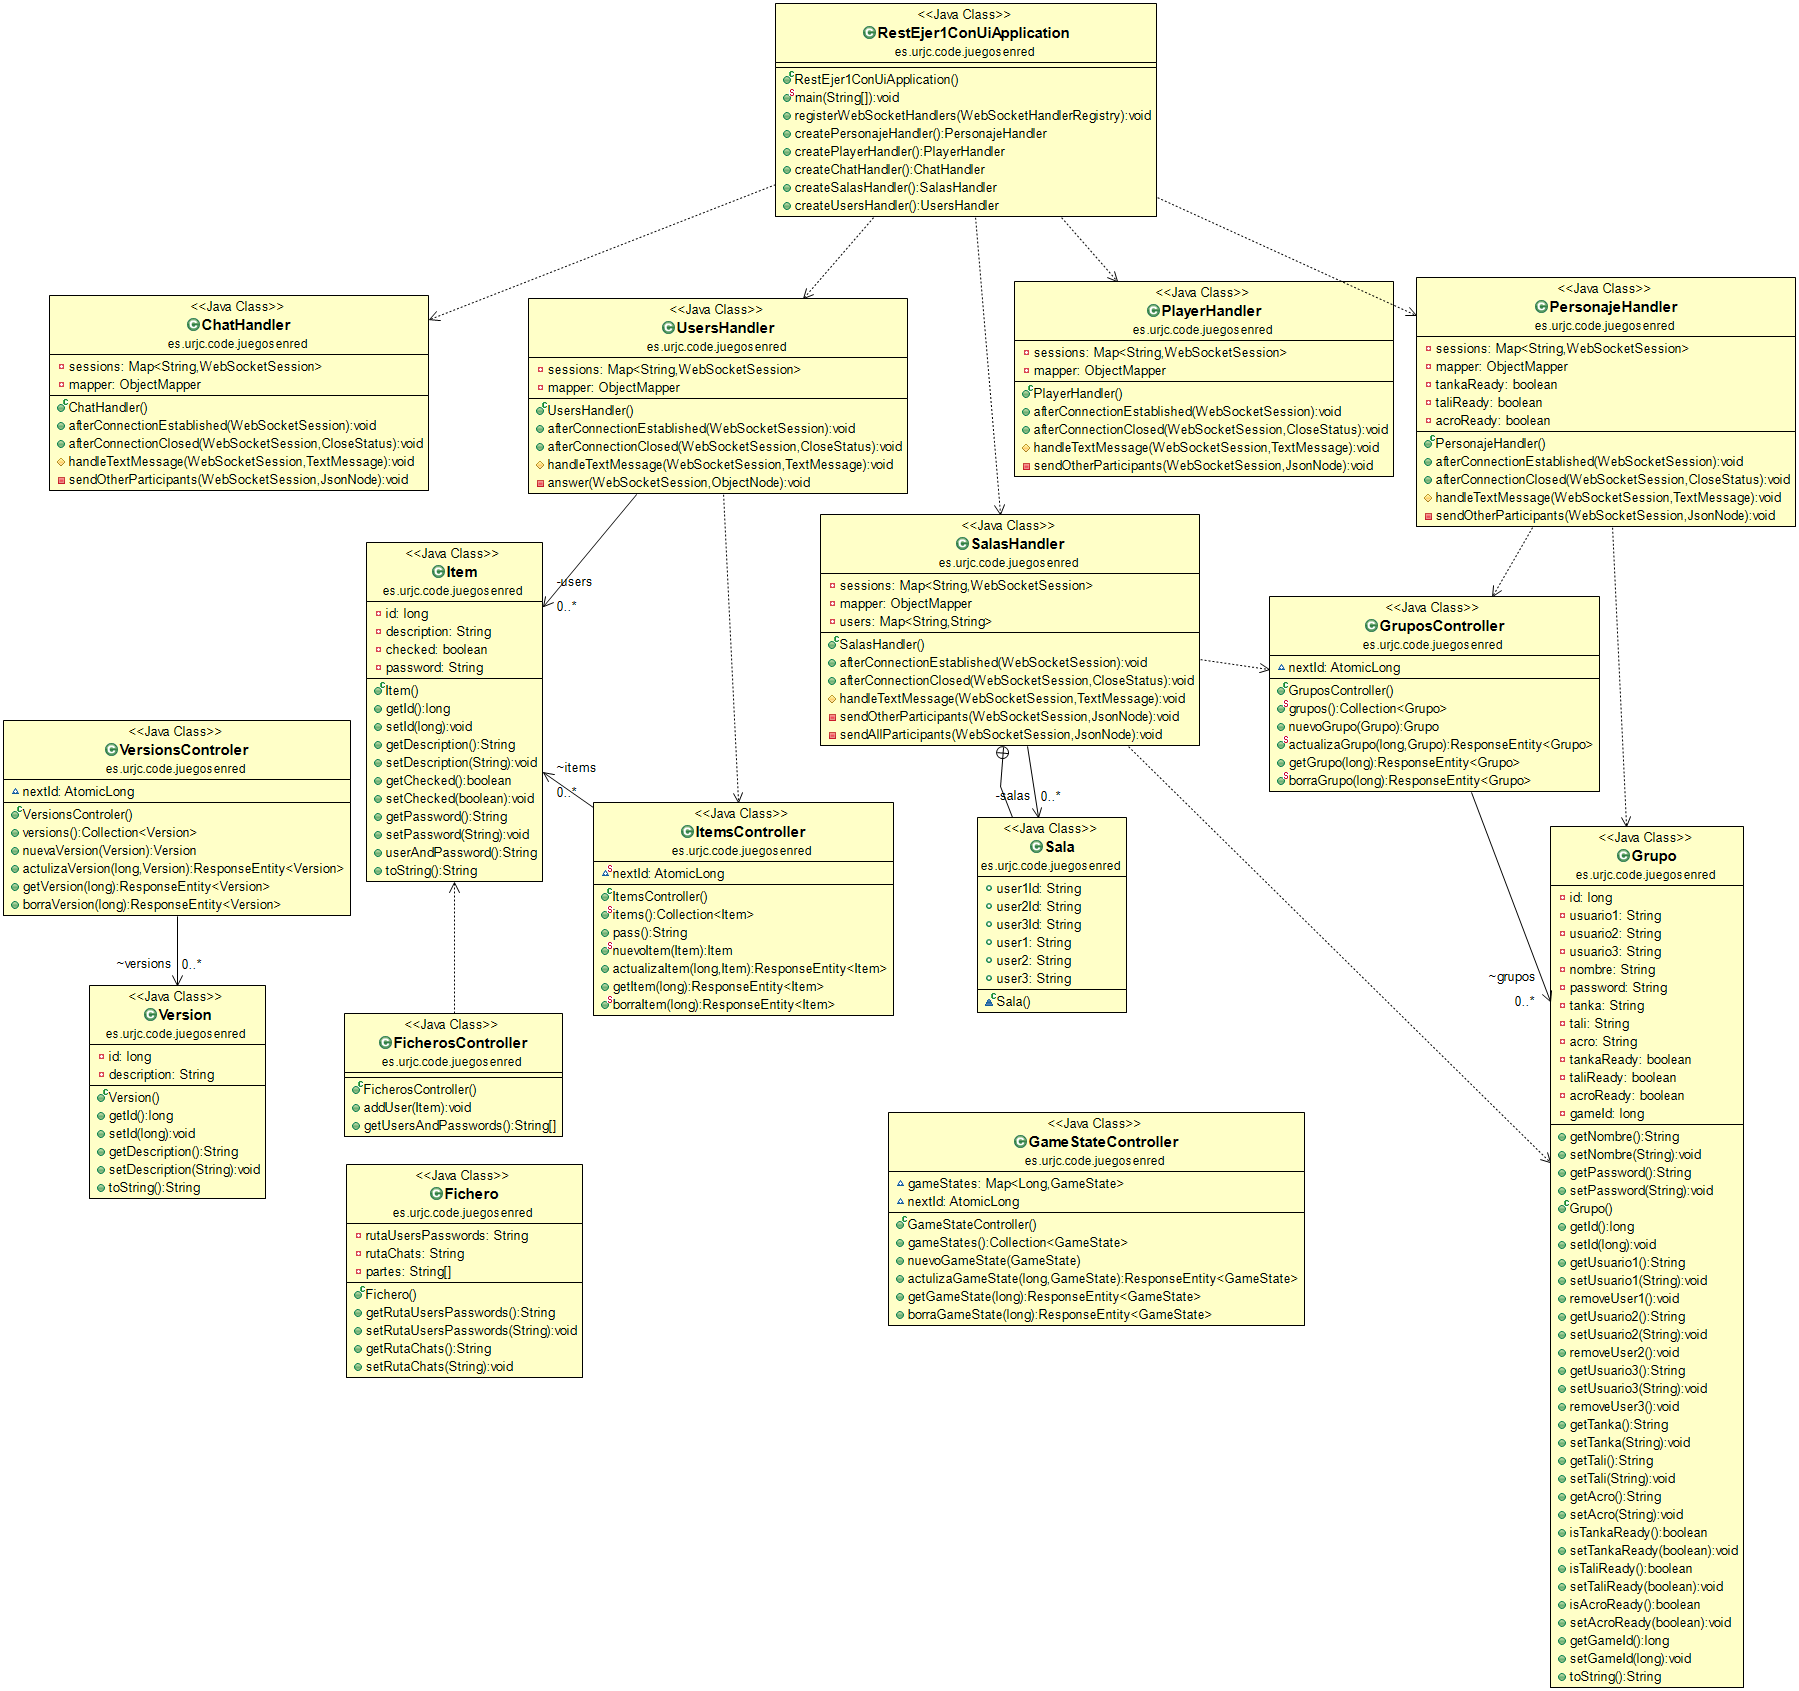 <<Java Class>>
RestEjer1ConUiApplication
es.urjc.code.juegosenred
RestEjer1ConUiApplication()
main(String[]):void
registerWebSocketHandlers(WebSocketHandlerRegistry):void
createPersonajeHandler():PersonajeHandler
createPlayerHandler():PlayerHandler
createChatHandler():ChatHandler
createSalasHandler():SalasHandler
createUsersHandler():UsersHandler
<<Java Class>>
ChatHandler
es.urjc.code.juegosenred
sessions: Map<String,WebSocketSession>
mapper: ObjectMapper
ChatHandler()
afterConnectionEstablished(WebSocketSession):void
afterConnectionClosed(WebSocketSession,CloseStatus):void
handleTextMessage(WebSocketSession,TextMessage):void
sendOtherParticipants(WebSocketSession,JsonNode):void
<<Java Class>>
UsersHandler
es.urjc.code.juegosenred
sessions: Map<String,WebSocketSession>
mapper: ObjectMapper
UsersHandler()
afterConnectionEstablished(WebSocketSession):void
afterConnectionClosed(WebSocketSession,CloseStatus):void
handleTextMessage(WebSocketSession,TextMessage):void
answer(WebSocketSession,ObjectNode):void
<<Java Class>>
PlayerHandler
es.urjc.code.juegosenred
sessions: Map<String,WebSocketSession>
mapper: ObjectMapper
PlayerHandler()
afterConnectionEstablished(WebSocketSession):void
afterConnectionClosed(WebSocketSession,CloseStatus):void
handleTextMessage(WebSocketSession,TextMessage):void
sendOtherParticipants(WebSocketSession,JsonNode):void
<<Java Class>>
PersonajeHandler
es.urjc.code.juegosenred
sessions: Map<String,WebSocketSession>
mapper: ObjectMapper
tankaReady: boolean
taliReady: boolean
acroReady: boolean
PersonajeHandler()
afterConnectionEstablished(WebSocketSession):void
afterConnectionClosed(WebSocketSession,CloseStatus):void
handleTextMessage(WebSocketSession,TextMessage):void
sendOtherParticipants(WebSocketSession,JsonNode):void
<<Java Class>>
Item
es.urjc.code.juegosenred
id: long
description: String
checked: boolean
password: String
Item()
getId():long
setId(long):void
getDescription():String
setDescription(String):void
getChecked():boolean
setChecked(boolean):void
getPassword():String
setPassword(String):void
userAndPassword():String
toString():String
-users
0..*
~items
0..*
<<Java Class>>
SalasHandler
es.urjc.code.juegosenred
sessions: Map<String,WebSocketSession>
mapper: ObjectMapper
users: Map<String,String>
SalasHandler()
afterConnectionEstablished(WebSocketSession):void
afterConnectionClosed(WebSocketSession,CloseStatus):void
handleTextMessage(WebSocketSession,TextMessage):void
sendOtherParticipants(WebSocketSession,JsonNode):void
sendAllParticipants(WebSocketSession,JsonNode):void
<<Java Class>>
GruposController
es.urjc.code.juegosenred
nextId: AtomicLong
GruposController()
grupos():Collection<Grupo>
nuevoGrupo(Grupo):Grupo
actualizaGrupo(long,Grupo):ResponseEntity<Grupo>
getGrupo(long):ResponseEntity<Grupo>
borraGrupo(long):ResponseEntity<Grupo>
<<Java Class>>
VersionsControler
es.urjc.code.juegosenred
nextId: AtomicLong
VersionsControler()
versions():Collection<Version>
nuevaVersion(Version):Version
actulizaVersion(long,Version):ResponseEntity<Version>
getVersion(long):ResponseEntity<Version>
borraVersion(long):ResponseEntity<Version>
~versions 0..*
<<Java Class>>
ItemsController
es.urjc.code.juegosenred
nextId: AtomicLong
ItemsController()
items():Collection<Item>
pass():String
nuevoItem(Item):Item
actualizaItem(long,Item):ResponseEntity<Item>
getItem(long):ResponseEntity<Item>
borraItem(long):ResponseEntity<Item>
-salas 0..*
<<Java Class>>
Sala
es.urjc.code.juegosenred
user1Id: String
user2Id: String
user3Id: String
user1: String
user2: String
user3: String
Sala()
~grupos
0..*
<<Java Class>>
Grupo
es.urjc.code.juegosenred
id: long
usuario1: String
usuario2: String
usuario3: String
nombre: String
password: String
tanka: String
tali: String
acro: String
tankaReady: boolean
taliReady: boolean
acroReady: boolean
gameId: long
getNombre():String
setNombre(String):void
getPassword():String
setPassword(String):void
Grupo()
getId():long
setId(long):void
getUsuario1():String
setUsuario1(String):void
removeUser1():void
getUsuario2():String
setUsuario2(String):void
removeUser2():void
getUsuario3():String
setUsuario3(String):void
removeUser3():void
getTanka():String
setTanka(String):void
getTali():String
setTali(String):void
getAcro():String
setAcro(String):void
isTankaReady():boolean
setTankaReady(boolean):void
isTaliReady():boolean
setTaliReady(boolean):void
isAcroReady():boolean
setAcroReady(boolean):void
getGameId():long
setGameId(long):void
toString():String
<<Java Class>>
Version
es.urjc.code.juegosenred
id: long
description: String
Version()
getId():long
setId(long):void
getDescription():String
setDescription(String):void
toString():String
<<Java Class>>
FicherosController
es.urjc.code.juegosenred
FicherosController()
addUser(Item):void
getUsersAndPasswords():String[]
<<Java Class>>
Fichero
es.urjc.code.juegosenred
rutaUsersPasswords: String
rutaChats: String
partes: String[]
Fichero()
getRutaUsersPasswords():String
setRutaUsersPasswords(String):void
getRutaChats():String
setRutaChats(String):void
<<Java Class>>
GameStateController
es.urjc.code.juegosenred
gameStates: Map<Long,GameState>
nextId: AtomicLong
GameStateController()
gameStates():Collection<GameState>
nuevoGameState(GameState)
actulizaGameState(long,GameState):ResponseEntity<GameState>
getGameState(long):ResponseEntity<GameState>
borraGameState(long):ResponseEntity<GameState>